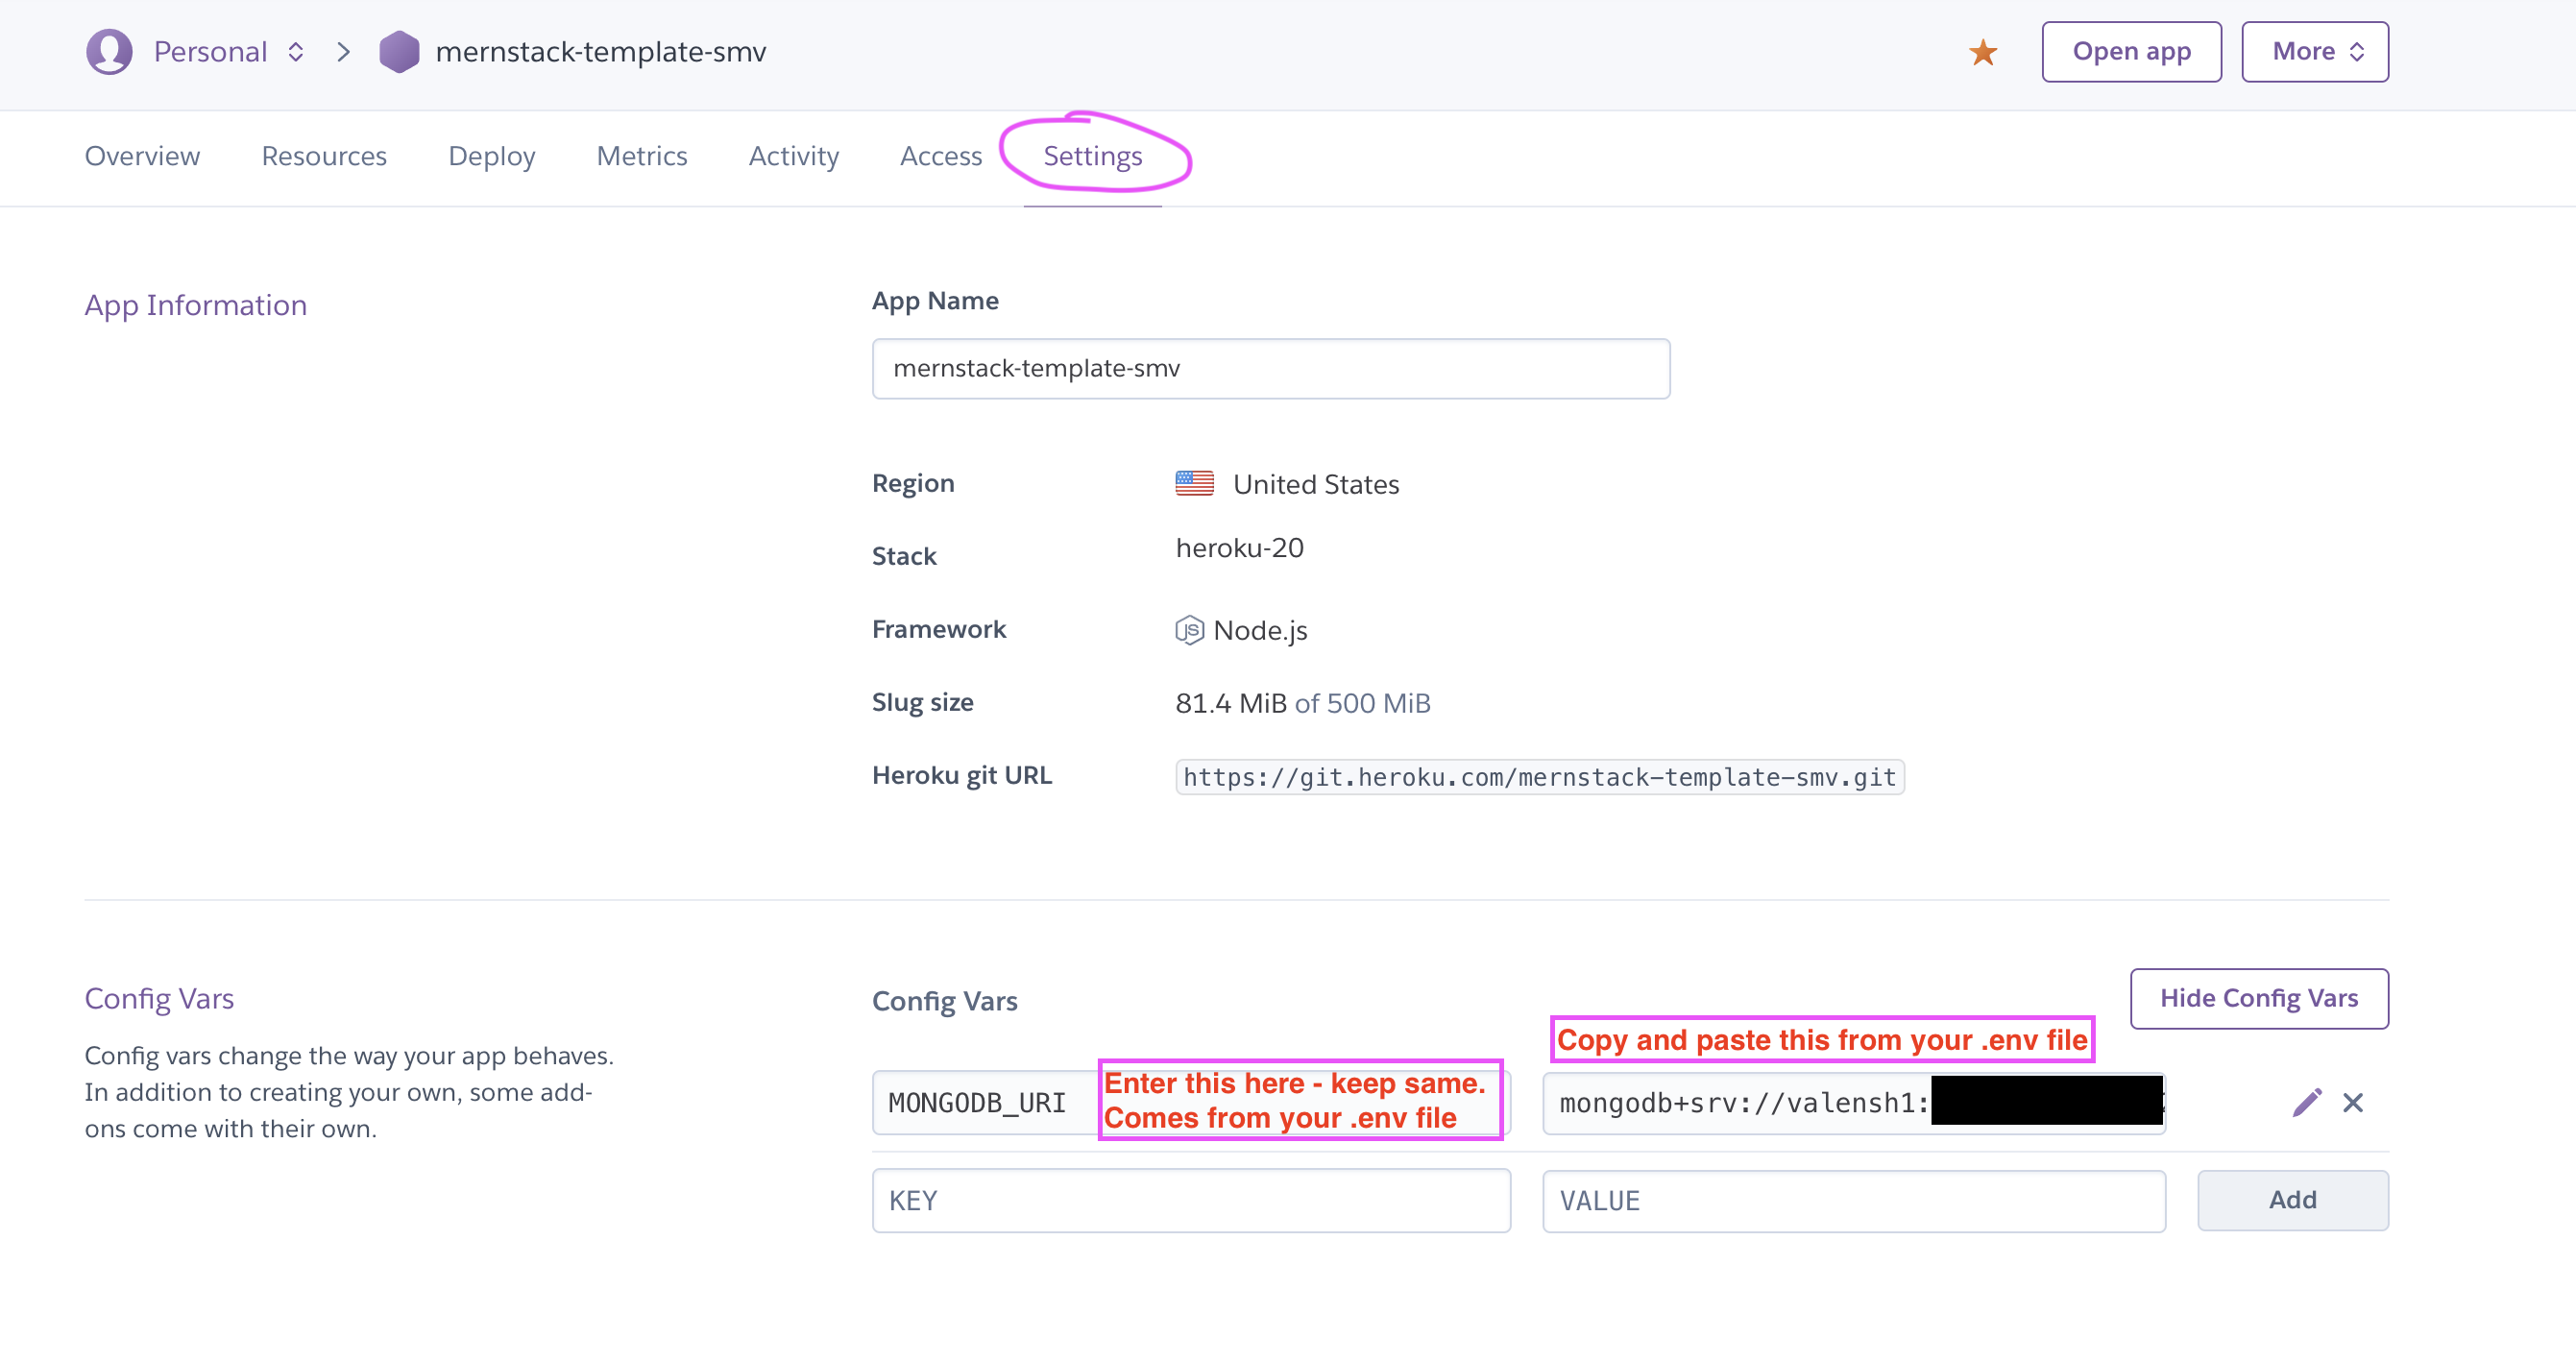 Personal mernstack-template-smv Open app More
Overview Resources Deploy Metrics Activity Access Settings
App Information
App Name
mernstack-template-smv
Region United States
Stack heroku-20
Framework Node.js
Slug size 81.4 MiB of 500 MiB
Heroku git URL https://git.heroku.com/mernstack-template-smv.git
Config Vars
Config vars change the way your app behaves.
In addition to creating your own, some add-
ons come with their own.
Config Vars
Hide Config Vars
Copy and paste this from your .env file
MONGODB_URI
Enter this here - keep same.
Comes from your .env file
mongodb+srv://valensh1:
KEY VALUE Add